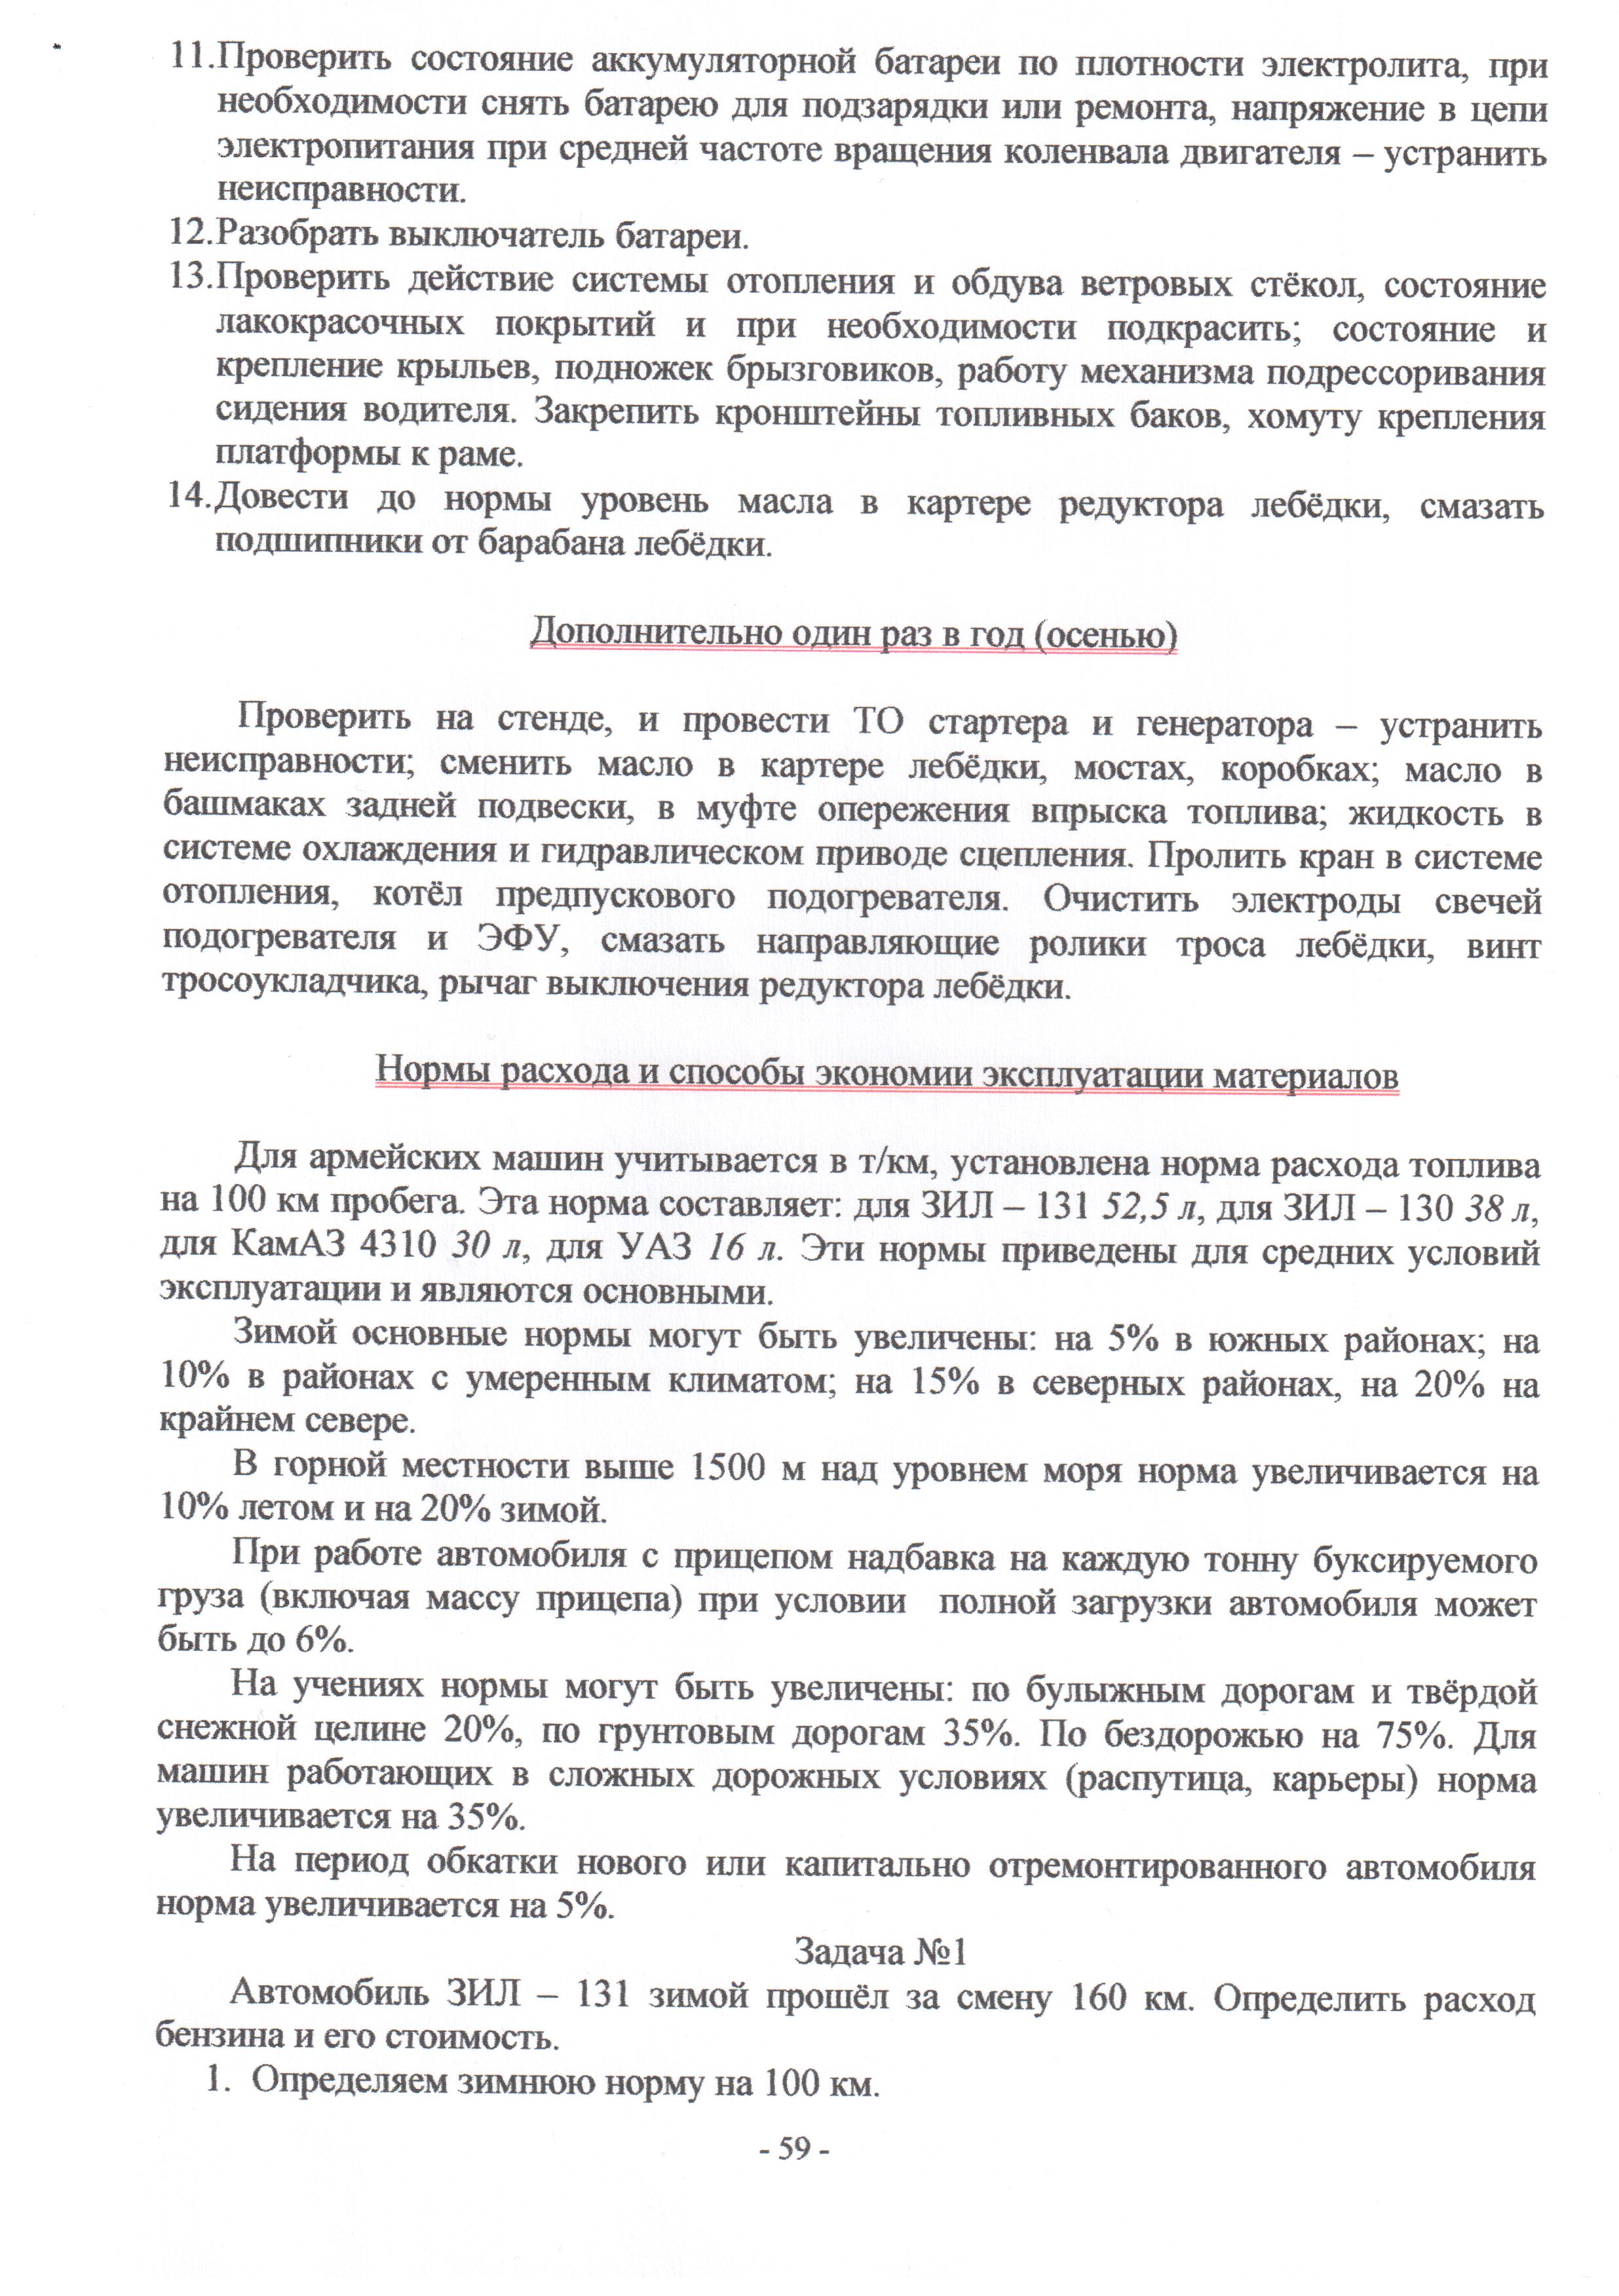 11.Проверить состояние аккумуляторной батареи по плотности электролита, при
необходимости снять батарею для подзарядки или ремонта, напряжение в цепи
электропитания при средней частоте вращения коленвала двигателя – устранить
неисправности.
12.Разобрать выключатель батареи.
13.Проверить действие системы отопления и обдува ветровых стёкол, состояние
лакокрасочных покрытий и при необходимости подкрасить; состояние и
крепление крыльев, подножек брызговиков, работу механизма подрессоривания
сидения водителя. Закрепить кронштейны топливных баков, хомуту крепления
платформы к раме.
14.Довести до нормы уровень масла в картере редуктора лебёдки, смазать
подшипники от барабана лебёдки.
Дополнительно один раз в год (осенью)
Проверить на стенде, и провести ТО стартера и генератора – устранить
неисправности; сменить масло в картере лебёдки, мостах, коробках; масло в
башмаках задней подвески, в муфте опережения впрыска топлива; жидкость в
системе охлаждения и гидравлическом приводе сцепления. Пролить кран в системе
отопления, котёл предпускового подогревателя. Очистить электроды свечей
подогревателя и ЭФУ, смазать направляющие ролики троса лебёдки, винт
тросоукладчика, рычаг выключения редуктора лебёдки.
Нормы расхода и способы экономии эксплуатации материалов
Для армейских машин учитывается в т/км, установлена норма расхода топлива
на 100 км пробега. Эта норма составляет: для ЗИЛ – 131 52,5 л, для ЗИЛ – 130 38 л,
для КамАЗ 4310 30 л, для УАЗ 16 л. Эти нормы приведены для средних условий
эксплуатации и являются основными.
Зимой основные нормы могут быть увеличены: на 5% в южных районах; на
10% в районах с умеренным климатом; на 15% в северных районах, на 20% на
крайнем севере.
В горной местности выше 1500 м над уровнем моря норма увеличивается на
10% летом и на 20% зимой.
При работе автомобиля с прицепом надбавка на каждую тонну буксируемого
груза (включая массу прицепа) при условии полной загрузки автомобиля может
быть до 6%.
На учениях нормы могут быть увеличены: по булыжным дорогам и твёрдой
снежной целине 20%, по грунтовым дорогам 35%. По бездорожью на 75%. Для
машин работающих в сложных дорожных условиях (распутица, карьеры) норма
увеличивается на 35%.
На период обкатки нового или капитально отремонтированного автомобиля
норма увеличивается на 5%.
Задача №1
Автомобиль ЗИЛ – 131 зимой прошёл за смену 160 км. Определить расход
бензина и его стоимость.
1. Определяем зимнюю норму на 100 км.
- 59 -